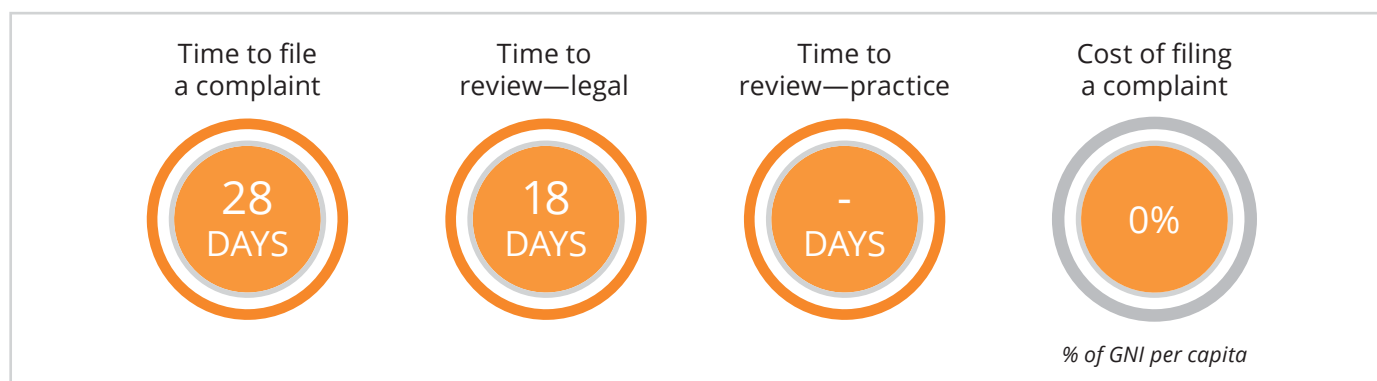 Time to file
a complaint
28
DAYS
Time to
review—legal
18
DAYS
Time to
review—practice
-
DAYS
Cost of filing
a complaint
0%
% of GNI per capita